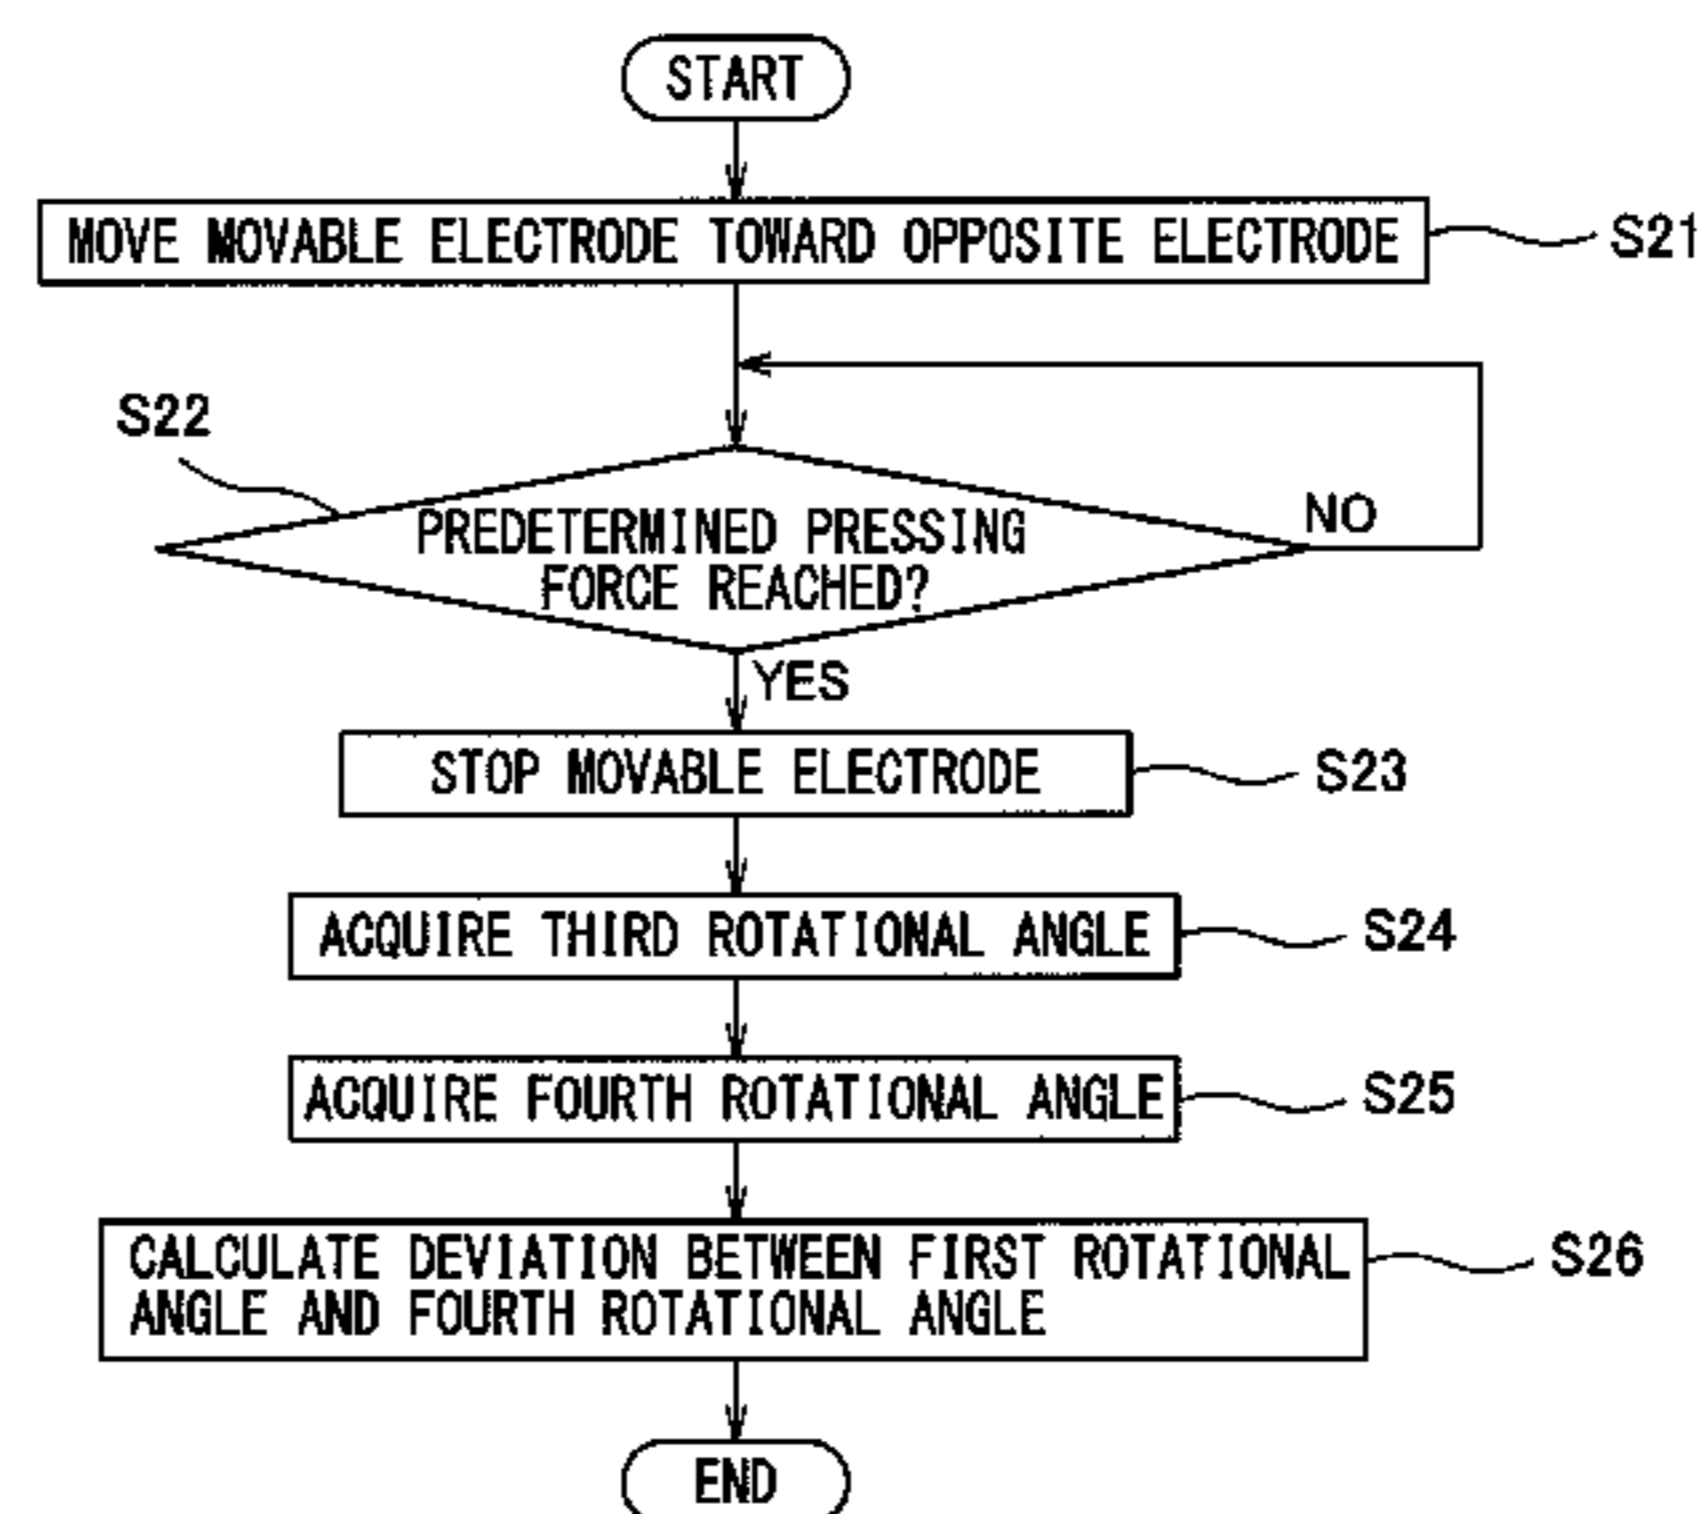 START
MOVE MOVABLE ELECTRODE TOWARD OPPOSITE ELECTRODE
S21
S22
PREDETERMINED PRESSING
FORCE REACHED?
NO
YES
STOP MOVABLE ELECTRODE
S23
ACQUIRE THIRD ROTATIONAL ANGLE
S24
ACQUIRE FOURTH ROTATIONAL ANGLE
S25
CALCULATE DEVIATION BETWEEN FIRST ROTATIONAL
ANGLE AND FOURTH ROTATIONAL ANGLE
S26
END